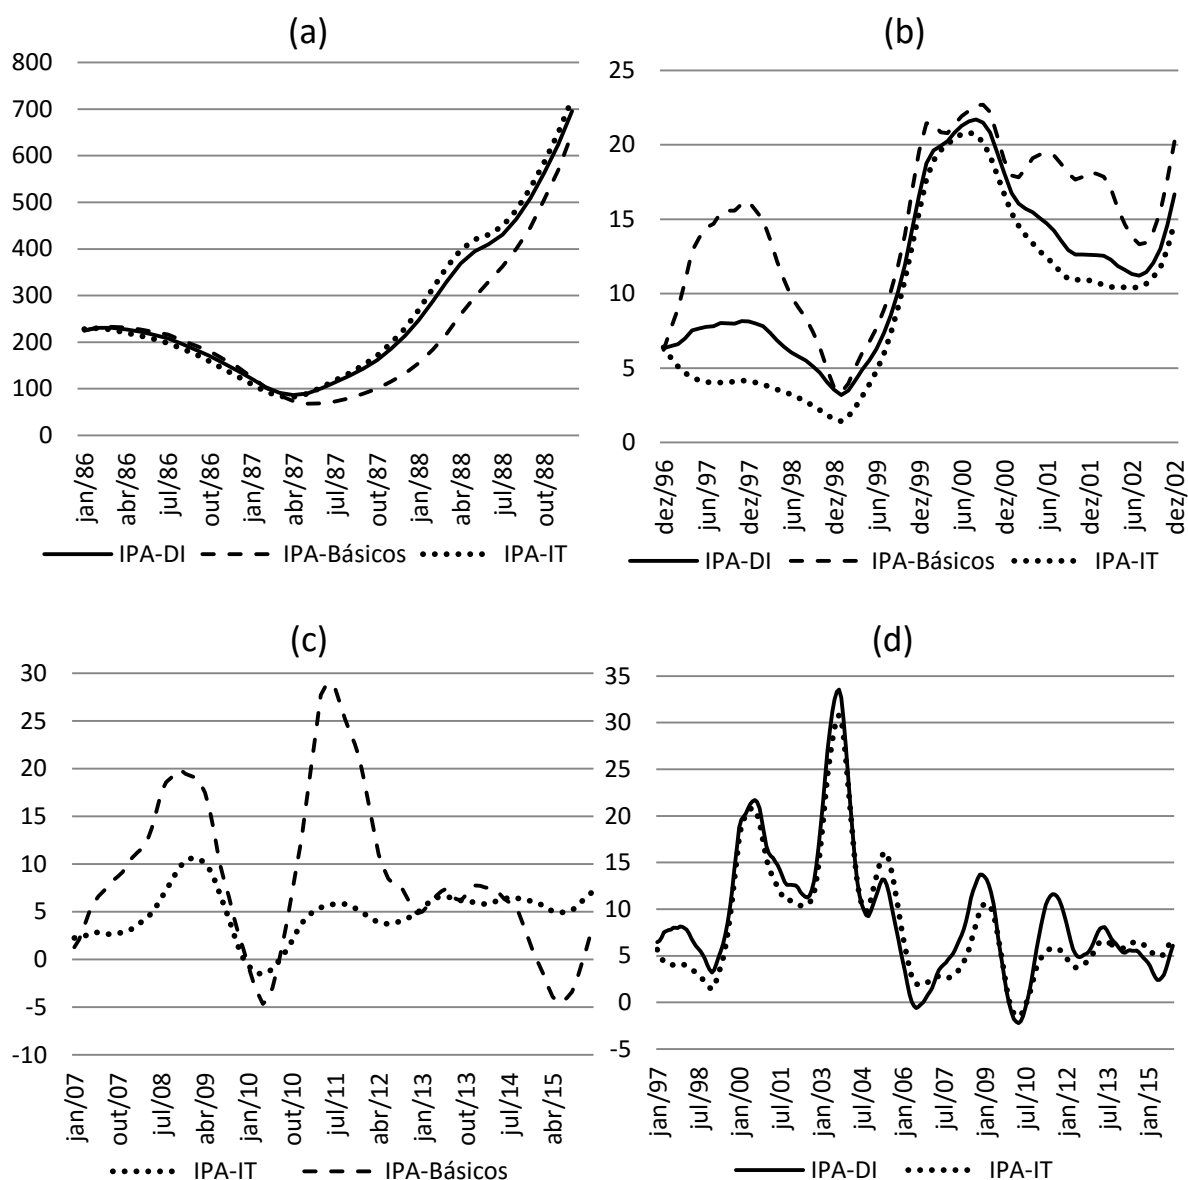 (a)
800
700
600
500
400
300
200
100
0
jan/86
abr/86
jul/86
out/86
jan/87
abr/87
jul/87
out/87
jan/88
abr/88
jul/88
out/88
IPA-DI IPA-Básicos IPA-IT
(b)
25
20
15
10
5
0
dez/96
jun/97
dez/97
jun/98
dez/98
jun/99
dez/99
jun/00
dez/00
jun/01
dez/01
jun/02
dez/02
IPA-DI IPA-Básicos IPA-IT
(c)
30
25
20
15
10
5
0
-5
-10
jan/07
out/07
jul/08
abr/09
jan/10
out/10
jul/11
abr/12
jan/13
out/13
jul/14
abr/15
IPA-IT IPA-Básicos
(d)
35
30
25
20
15
10
5
0
-5
jan/97
jul/98
jan/00
jul/01
jan/03
jul/04
jan/06
jul/07
jan/09
jul/10
jan/12
jul/13
jan/15
IPA-DI IPA-IT